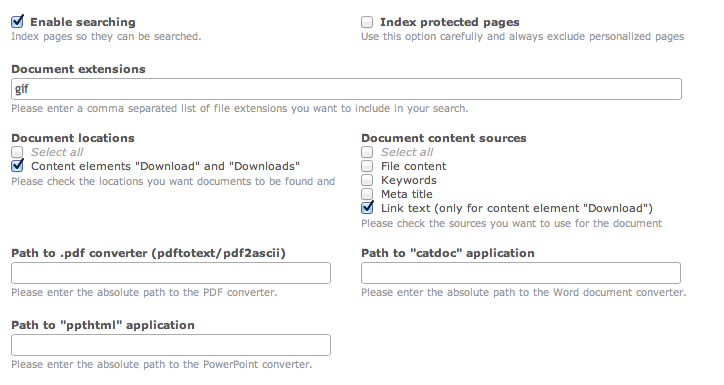 Enable searching
Index pages so they can be searched.
Index protected pages
Use this option carefully and always exclude personalized pages
Document extensions
gif
Please enter a comma separated list of file extensions you want to include in your search.
Document locations
Select all
Content elements "Download" and "Downloads"
Please check the locations you want documents to be found and
Document content sources
Select all
File content
Keywords
Meta title
Link text (only for content element "Download")
Please check the sources you want to use for the document
Path to .pdf converter (pdftotext/pdf2ascii)
Please enter the absolute path to the PDF converter.
Path to "catdoc" application
Please enter the absolute path to the Word document converter.
Path to "ppthtml" application
Please enter the absolute path to the PowerPoint converter.